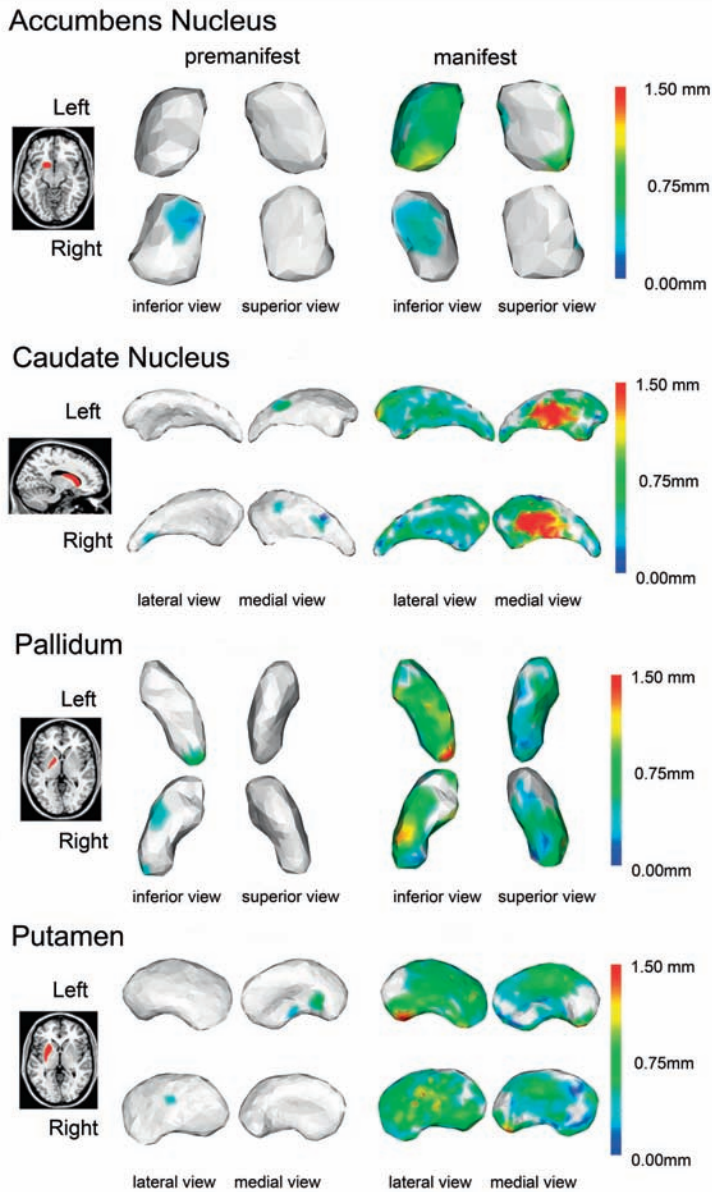 Accumbens Nucleus
premanifest manifest
Left
1.50 mm
0.75mm
Right
0.00mm
inferior view superior view inferior view superior view
Caudate Nucleus
Left
1.50 mm
0.75mm
Right
0.00mm
lateral view medial view lateral view medial view
Pallidum
Left
1.50 mm
0.75mm
Right
0.00mm
inferior view superior view inferior view superior view
Putamen
Left
1.50 mm
0.75mm
Right
0.00mm
lateral view medial view lateral view medial view